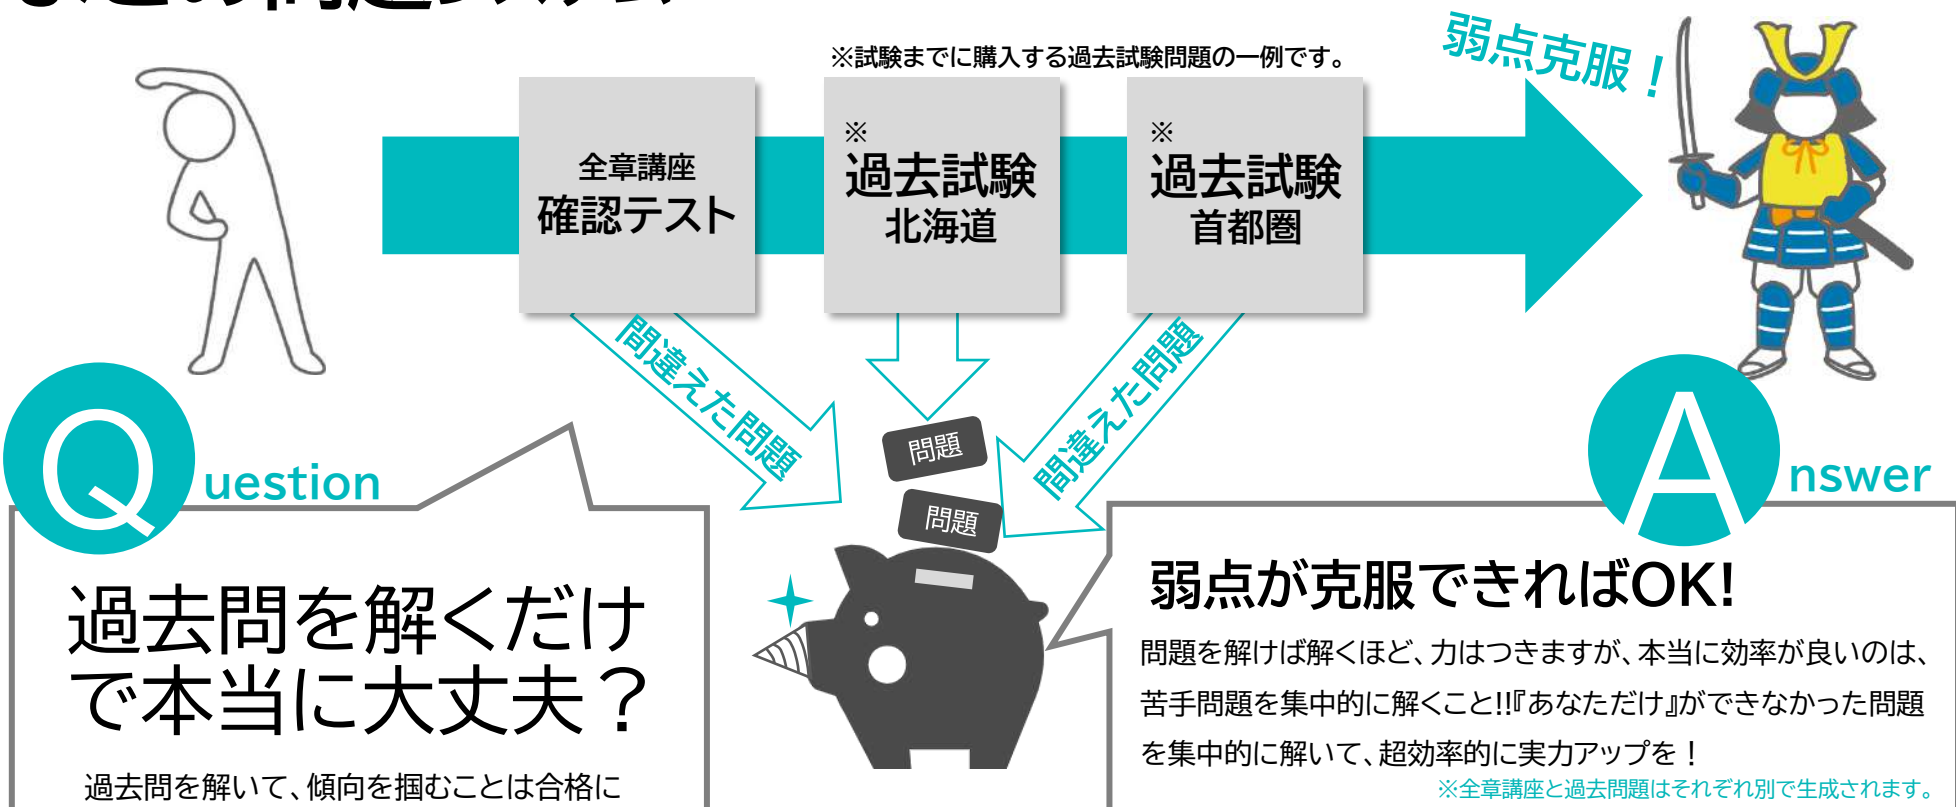 ※試験までに購入する過去試験問題の一例です。
弱点克服！
全章講座
確認テスト
※
過去試験
北海道
※
過去試験
首都圏
間違えた問題
間違えた問題
問題
問題
Question
過去問を解くだけ
で本当に大丈夫？
過去問を解いて、傾向を掴むことは合格に
Answer
弱点が克服できればOK!
問題を解けば解くほど、力はつきますが、本当に効率が良いのは、
苦手問題を集中的に解くこと!!『あなただけ』ができなかった問題
を集中的に解いて、超効率的に実力アップを！
※全章講座と過去問題はそれぞれ別で生成されます。